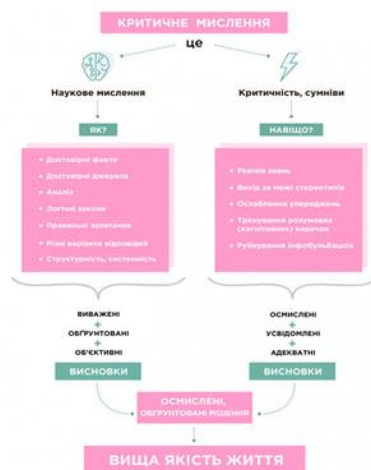 КРИТИЧНЕ МИСЛЕННЯ
це
Наукове мислення
ЯК?
• Достовірні факти
• Достовірні джерела
• Аналіз
• Логічні закони
• Правильні запитання
• Різні варіанти відповідей
• Структурність, системність
Критичність, сумніви
НАВІЩО?
• Ревізія знань
• Вихід за межі стереотипів
• Ослаблення упереджень
• Тренування розумових
(когнітивних) навичок
• Руйнування інфобульбашок
ВИВАЖЕНІ
+
ОБҐРУНТОВАНІ
+
ОБ'ЄКТИВНІ
ВИСНОВКИ
ОСМИСЛЕНІ
+
УСВІДОМЛЕНІ
+
АДЕКВАТНІ
ВИСНОВКИ
ОСМИСЛЕНІ,
ОБҐРУНТОВАНІ РІШЕННЯ
ВИЩА ЯКІСТЬ ЖИТТЯ